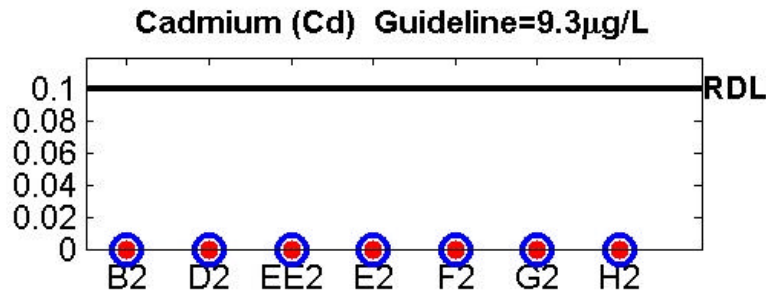 Cadmium (Cd) Guideline=9.3μg/L
0.1
RDL
0.08
0.06
0.04
0.02
0
B2 D2 EE2 E2 F2 G2 H2